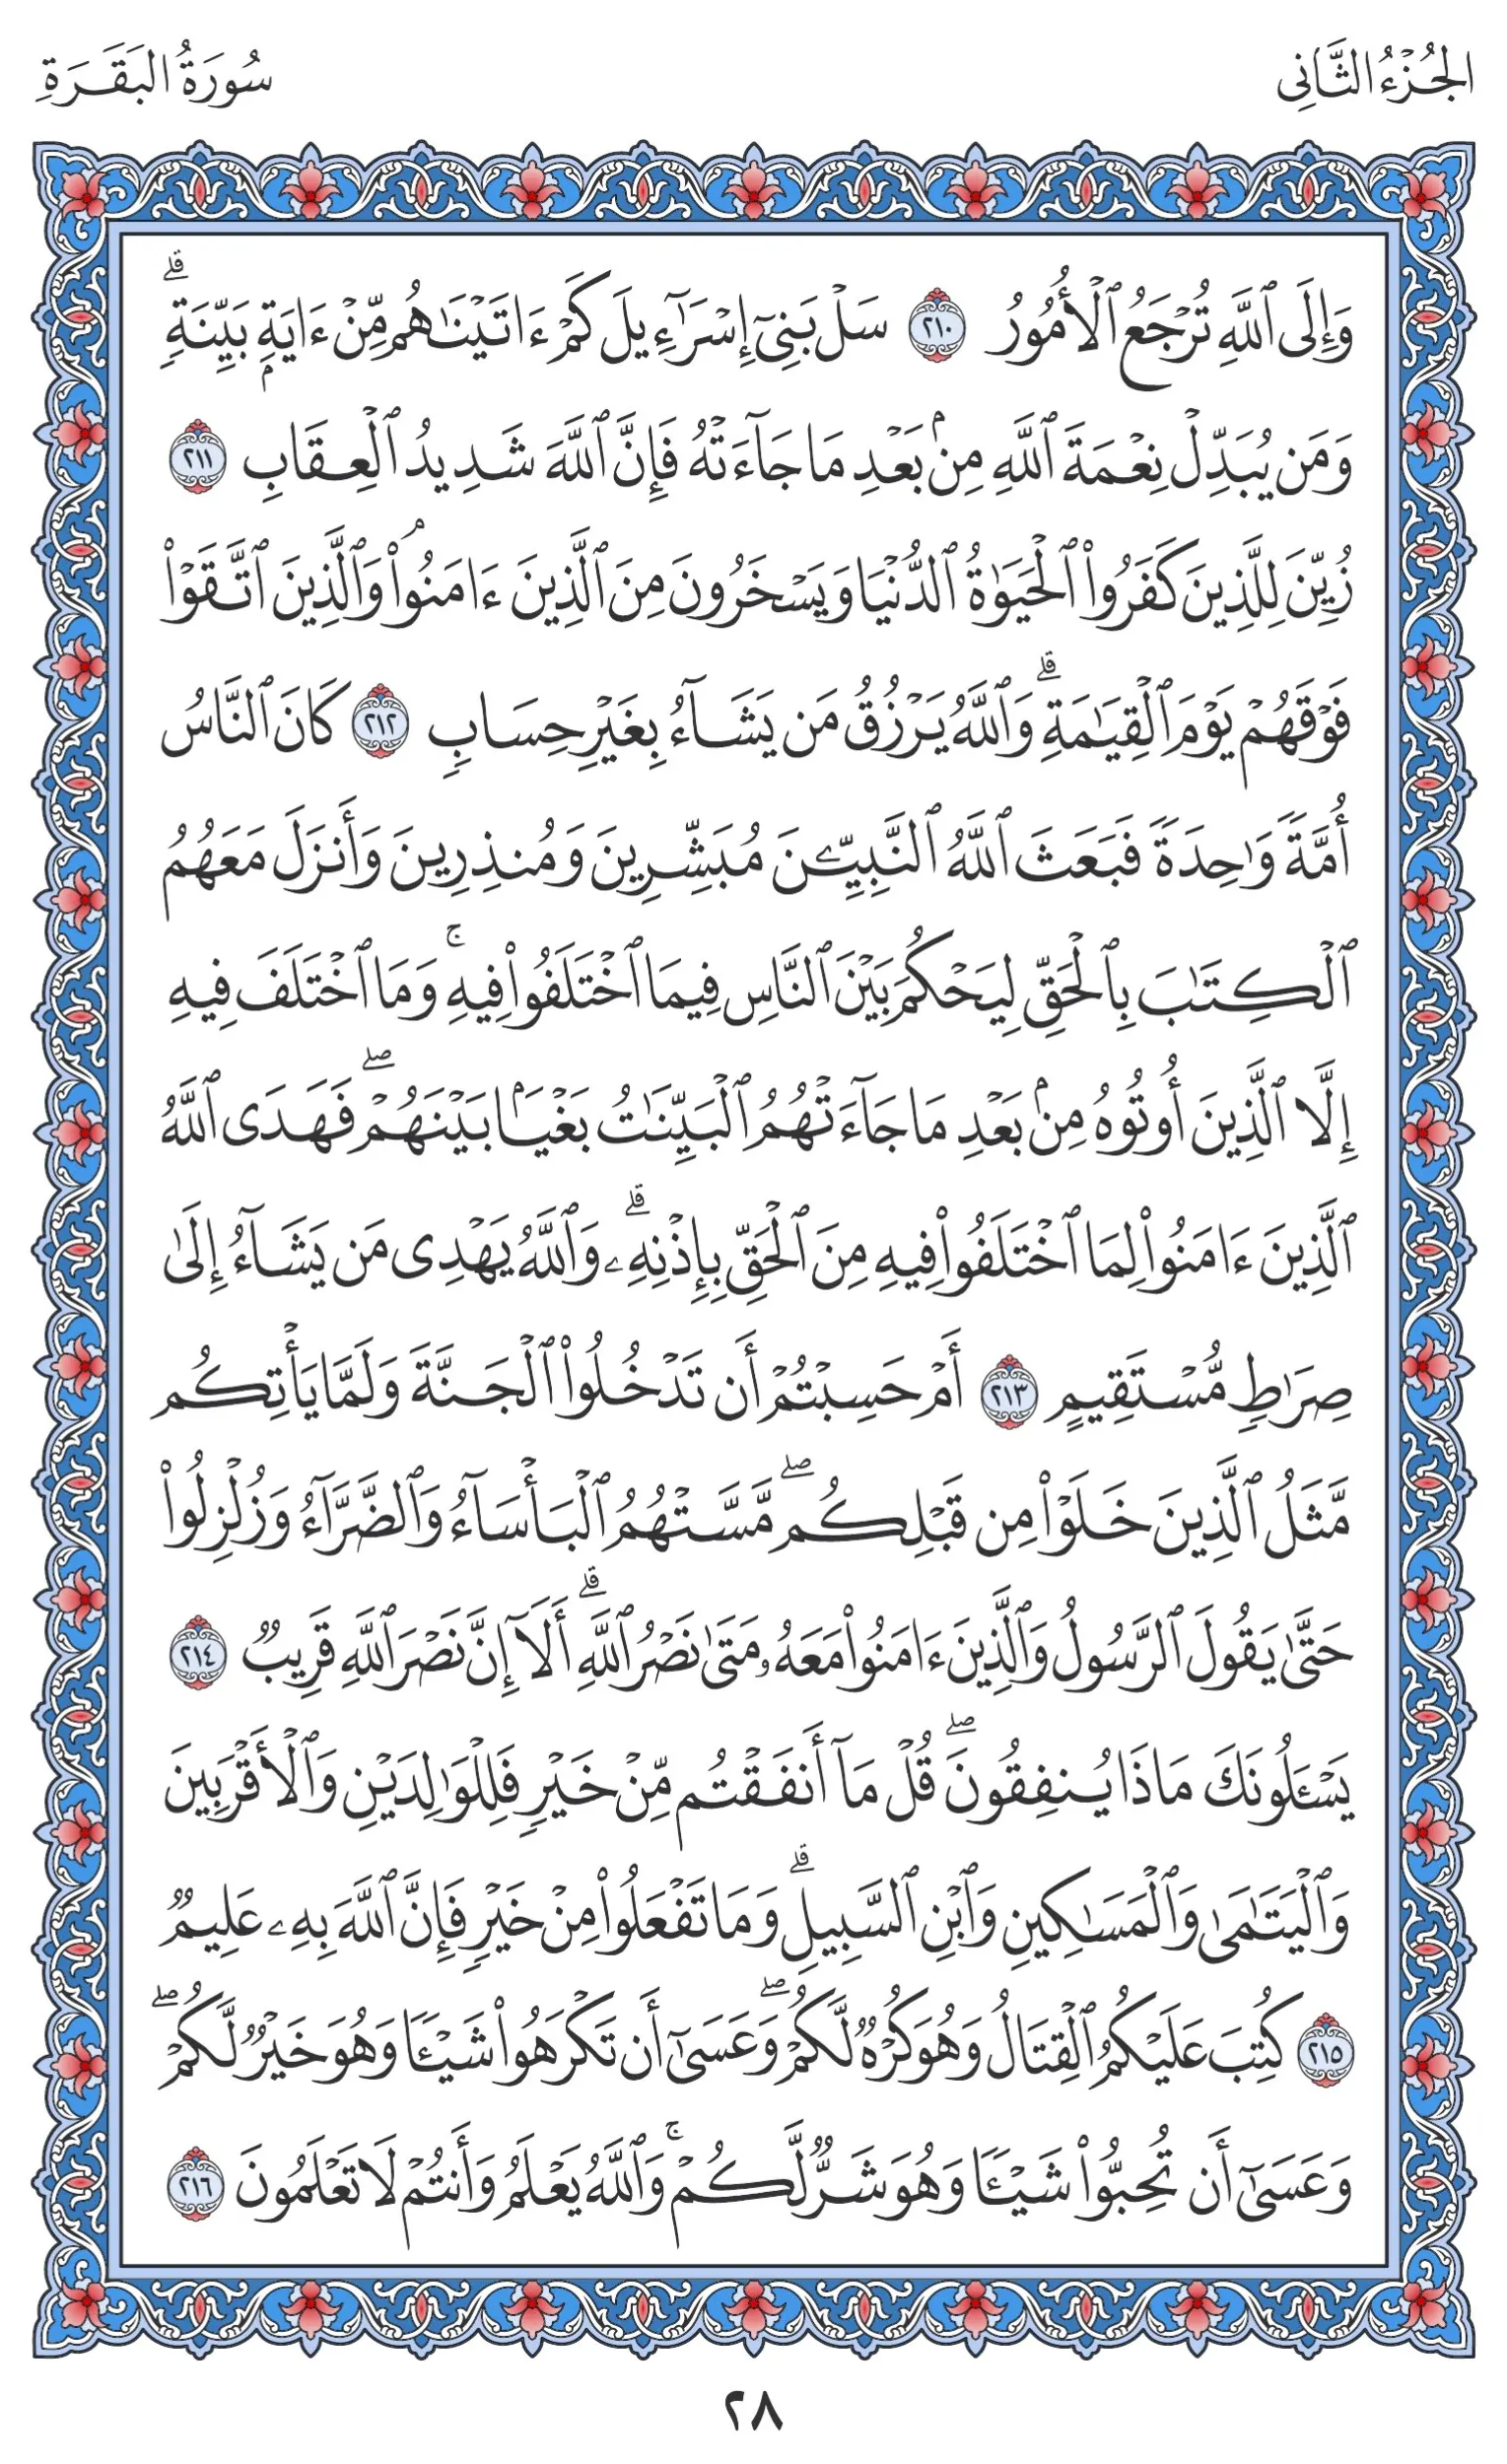 الجُزْءُ الثَّانِى
سُورَةُ البَقَرَةِ
وَإِلَى ٱللَّهِ تُرْجَعُ ٱلْأُمُورُ ٢١٠ سَلْ بَنِىٓ إِسْرَٰٓءِيلَ كَمْ ءَاتَيْنَٰهُم مِّنْ ءَايَةٍۭ بَيِّنَةٍۗ
وَمَن يُبَدِّلْ نِعْمَةَ ٱللَّهِ مِنۢ بَعْدِ مَا جَآءَتْهُ فَإِنَّ ٱللَّهَ شَدِيدُ ٱلْعِقَابِ ٢١١
زُيِّنَ لِلَّذِينَ كَفَرُوا۟ ٱلْحَيَوٰةُ ٱلدُّنْيَا وَيَسْخَرُونَ مِنَ ٱلَّذِينَ ءَامَنُوا۟ۘ وَٱلَّذِينَ ٱتَّقَوْا۟
فَوْقَهُمْ يَوْمَ ٱلْقِيَٰمَةِۗ وَٱللَّهُ يَرْزُقُ مَن يَشَآءُ بِغَيْرِ حِسَابٍ ٢١٢ كَانَ ٱلنَّاسُ
أُمَّةً وَٰحِدَةً فَبَعَثَ ٱللَّهُ ٱلنَّبِيِّۦنَ مُبَشِّرِينَ وَمُنذِرِينَ وَأَنزَلَ مَعَهُمُ
ٱلْكِتَٰبَ بِٱلْحَقِّ لِيَحْكُمَ بَيْنَ ٱلنَّاسِ فِيمَا ٱخْتَلَفُوا۟ فِيهِۚ وَمَا ٱخْتَلَفَ فِيهِ
إِلَّا ٱلَّذِينَ أُوتُوهُ مِنۢ بَعْدِ مَا جَآءَتْهُمُ ٱلْبَيِّنَٰتُ بَغْيًۢا بَيْنَهُمْۖ فَهَدَى ٱللَّهُ
ٱلَّذِينَ ءَامَنُوا۟ لِمَا ٱخْتَلَفُوا۟ فِيهِ مِنَ ٱلْحَقِّ بِإِذْنِهِۦۗ وَٱللَّهُ يَهْدِى مَن يَشَآءُ إِلَىٰ
صِرَٰطٍ مُّسْتَقِيمٍ ٢١٣ أَمْ حَسِبْتُمْ أَن تَدْخُلُوا۟ ٱلْجَنَّةَ وَلَمَّا يَأْتِكُم
مَّثَلُ ٱلَّذِينَ خَلَوْا۟ مِن قَبْلِكُمۖ مَّسَّتْهُمُ ٱلْبَأْسَآءُ وَٱلضَّرَّآءُ وَزُلْزِلُوا۟
حَتَّىٰ يَقُولَ ٱلرَّسُولُ وَٱلَّذِينَ ءَامَنُوا۟ مَعَهُۥ مَتَىٰ نَصْرُ ٱللَّهِۗ أَلَآ إِنَّ نَصْرَ ٱللَّهِ قَرِيبٌ ٢١٤
يَسْـَٔلُونَكَ مَاذَا يُنفِقُونَۖ قُلْ مَآ أَنفَقْتُم مِّنْ خَيْرٍ فَلِلْوَٰلِدَيْنِ وَٱلْأَقْرَبِينَ
وَٱلْيَتَٰمَىٰ وَٱلْمَسَٰكِينِ وَٱبْنِ ٱلسَّبِيلِۗ وَمَا تَفْعَلُوا۟ مِنْ خَيْرٍ فَإِنَّ ٱللَّهَ بِهِۦ عَلِيمٌ
٢١٥ كُتِبَ عَلَيْكُمُ ٱلْقِتَالُ وَهُوَ كُرْهٌ لَّكُمْۖ وَعَسَىٰٓ أَن تَكْرَهُوا۟ شَيْـًٔا وَهُوَ خَيْرٌ لَّكُمْۖ
وَعَسَىٰٓ أَن تُحِبُّوا۟ شَيْـًٔا وَهُوَ شَرٌّ لَّكُمْۚ وَٱللَّهُ يَعْلَمُ وَأَنتُمْ لَا تَعْلَمُونَ ٢١٦
٢٨